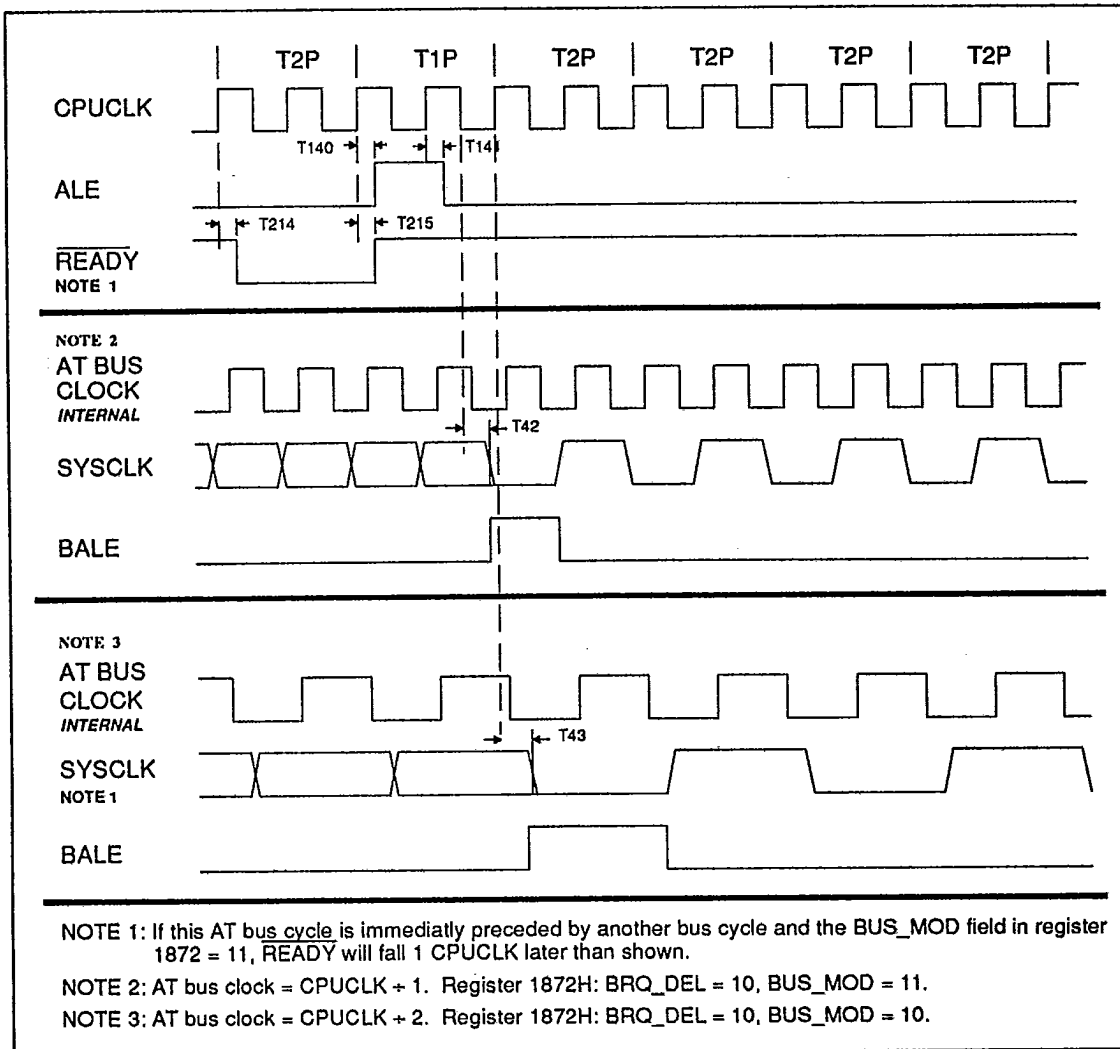 T2P T1P T2P T2P T2P T2P
CPUCLK
T140 T141
ALE
T214 T215
READY
NOTE 1
NOTE 2
AT BUS
CLOCK
INTERNAL
T42
SYSCLK
BALE
NOTE 3
AT BUS
CLOCK
INTERNAL
T43
SYSCLK
NOTE 1
BALE
NOTE 1: If this AT bus cycle is immediatly preceded by another bus cycle and the BUS_MOD field in register
1872 = 11, READY will fall 1 CPUCLK later than shown.
NOTE 2: AT bus clock = CPUCLK ÷ 1. Register 1872H: BRQ_DEL = 10, BUS_MOD = 11.
NOTE 3: AT bus clock = CPUCLK ÷ 2. Register 1872H: BRQ_DEL = 10, BUS_MOD = 10.